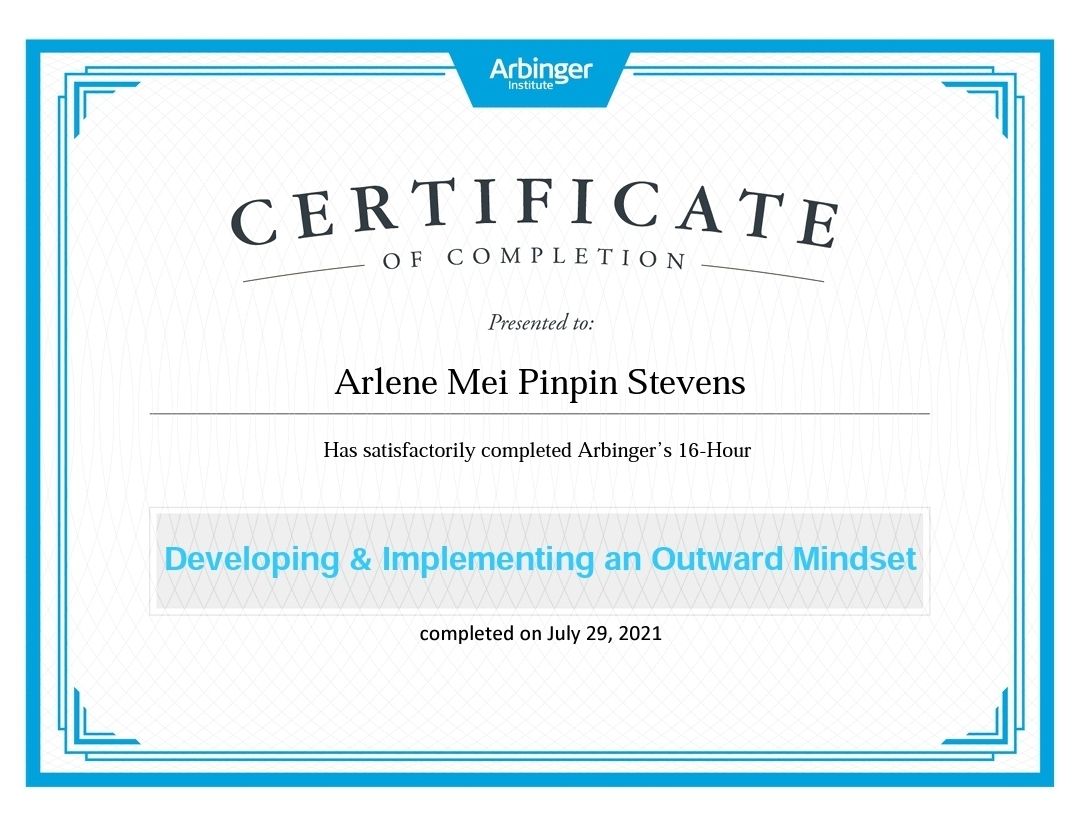 Arbinger
Institute
CERTIFICATE
OF COMPLETION
Presented to:
Arlene Mei Pinpin Stevens
Has satisfactorily completed Arbinger's 16-Hour
Developing & Implementing an Outward Mindset
completed on July 29, 2021